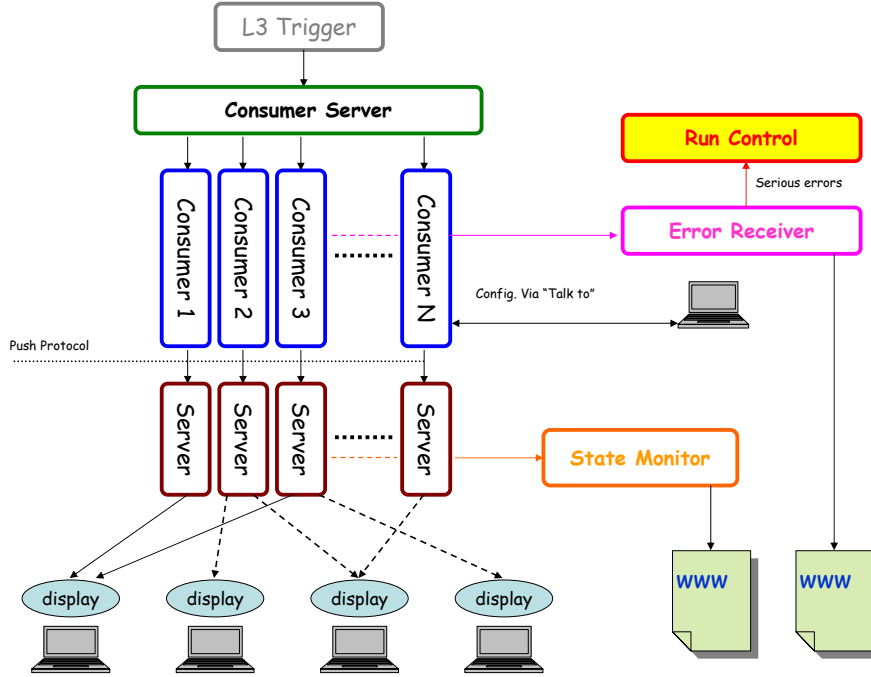 L3 Trigger
Consumer Server
Run Control
Serious errors
Consumer 1
Consumer 2
Consumer 3
Consumer N
Error Receiver
Config. Via “Talk to”
Push Protocol
Server
Server
Server
Server
State Monitor
www
www
display
display
display
display